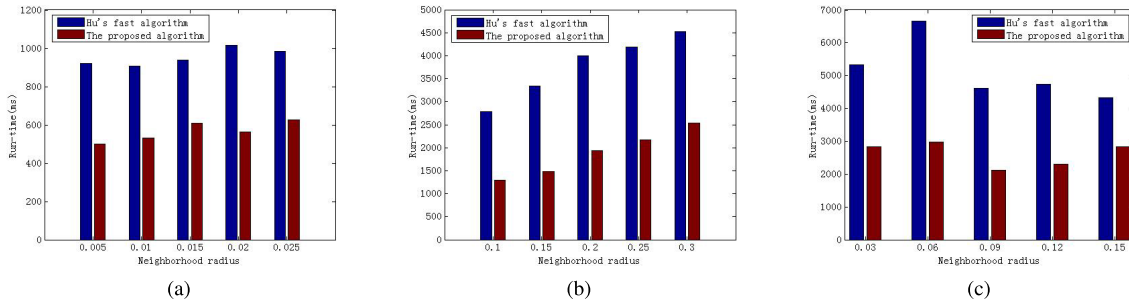 1200
1000
800
600
400
200
0
Run-time(ms)
Hu's fast algorithm
The proposed algorithm
0.005 0.01 0.015 0.02 0.025
Neighborhood radius
(a)
5000
4500
4000
3500
3000
2500
2000
1500
1000
500
0
Run-time(ms)
Hu's fast algorithm
The proposed algorithm
0.1 0.15 0.2 0.25 0.3
Neighborhood radius
(b)
7000
6000
5000
4000
3000
2000
1000
0
Run-time(ms)
Hu's fast algorithm
The proposed algorithm
0.03 0.06 0.09 0.12 0.15
Neighborhood radius
(c)